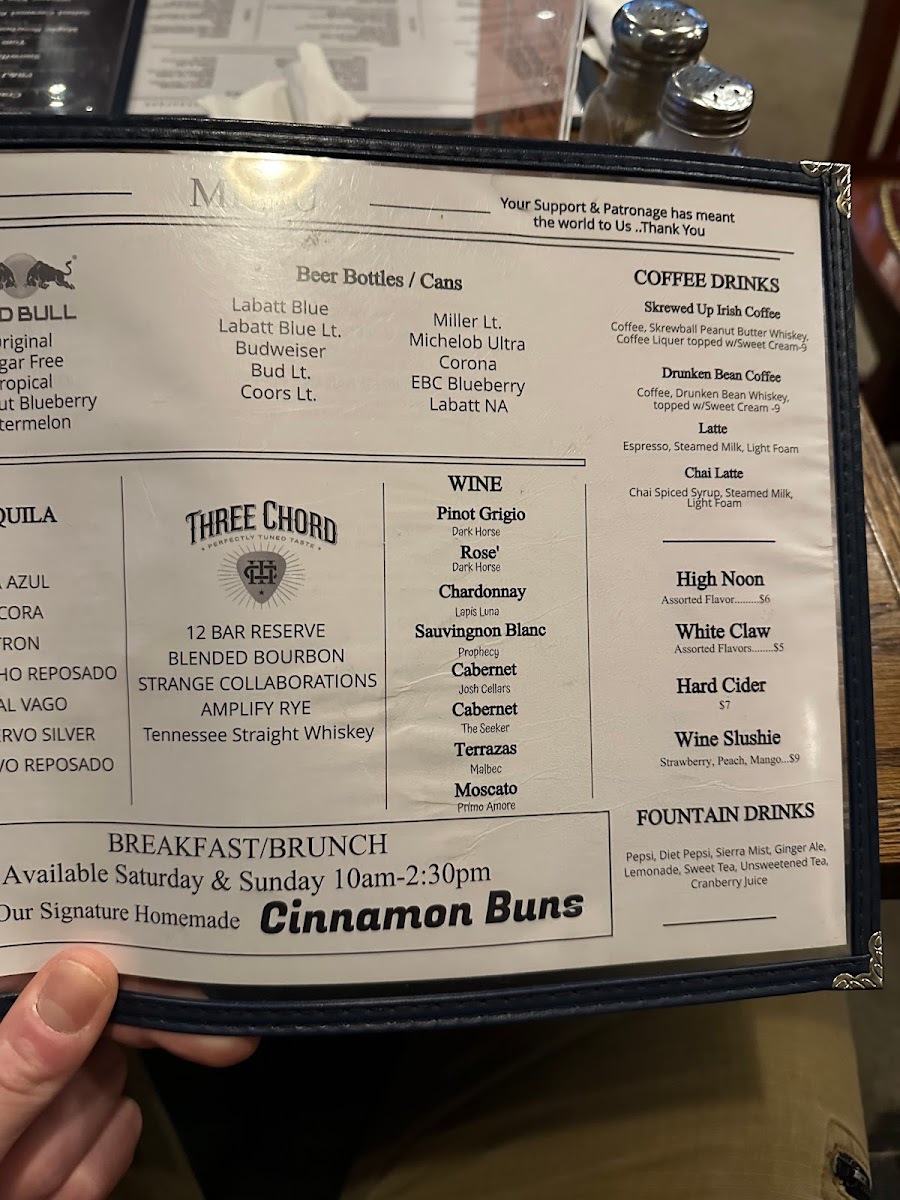 Your Support & Patronage has meant
the world to Us ..Thank You
D BULL
riginal
gar Free
ropical
ut Blueberry
termelon
Beer Bottles / Cans
Labatt Blue
Labatt Blue Lt.
Budweiser
Bud Lt.
Coors Lt.
Miller Lt.
Michelob Ultra
Corona
EBC Blueberry
Labatt NA
COFFEE DRINKS
Skrewed Up Irish Coffee
Coffee, Skrewball Peanut Butter Whiskey,
Coffee Liquer topped w/Sweet Cream-9
Drunken Bean Coffee
Coffee, Drunken Bean Whiskey,
topped w/Sweet Cream -9
Latte
Espresso, Steamed Milk, Light Foam
Chai Latte
Chai Spiced Syrup, Steamed Milk,
Light Foam
High Noon
Assorted Flavor.........$6
White Claw
Assorted Flavors........$5
Hard Cider
$7
Wine Slushie
Strawberry, Peach, Mango...$9
FOUNTAIN DRINKS
Pepsi, Diet Pepsi, Sierra Mist, Ginger Ale,
Lemonade, Sweet Tea, Unsweetened Tea,
Cranberry Juice
QUILA
AZUL
CORA
TRON
HO REPOSADO
AL VAGO
ERVO SILVER
VO REPOSADO
THREE CHORD
PERFECTLY TUNED TASTE
12 BAR RESERVE
BLENDED BOURBON
STRANGE COLLABORATIONS
AMPLIFY RYE
Tennessee Straight Whiskey
WINE
Pinot Grigio
Dark Horse
Rose'
Dark Horse
Chardonnay
Lapis Luna
Sauvingnon Blanc
Prophecy
Cabernet
Josh Cellars
Cabernet
The Seeker
Terrazas
Malbec
Moscato
Primo Amore
BREAKFAST/BRUNCH
Available Saturday & Sunday 10am-2:30pm
Our Signature Homemade Cinnamon Buns